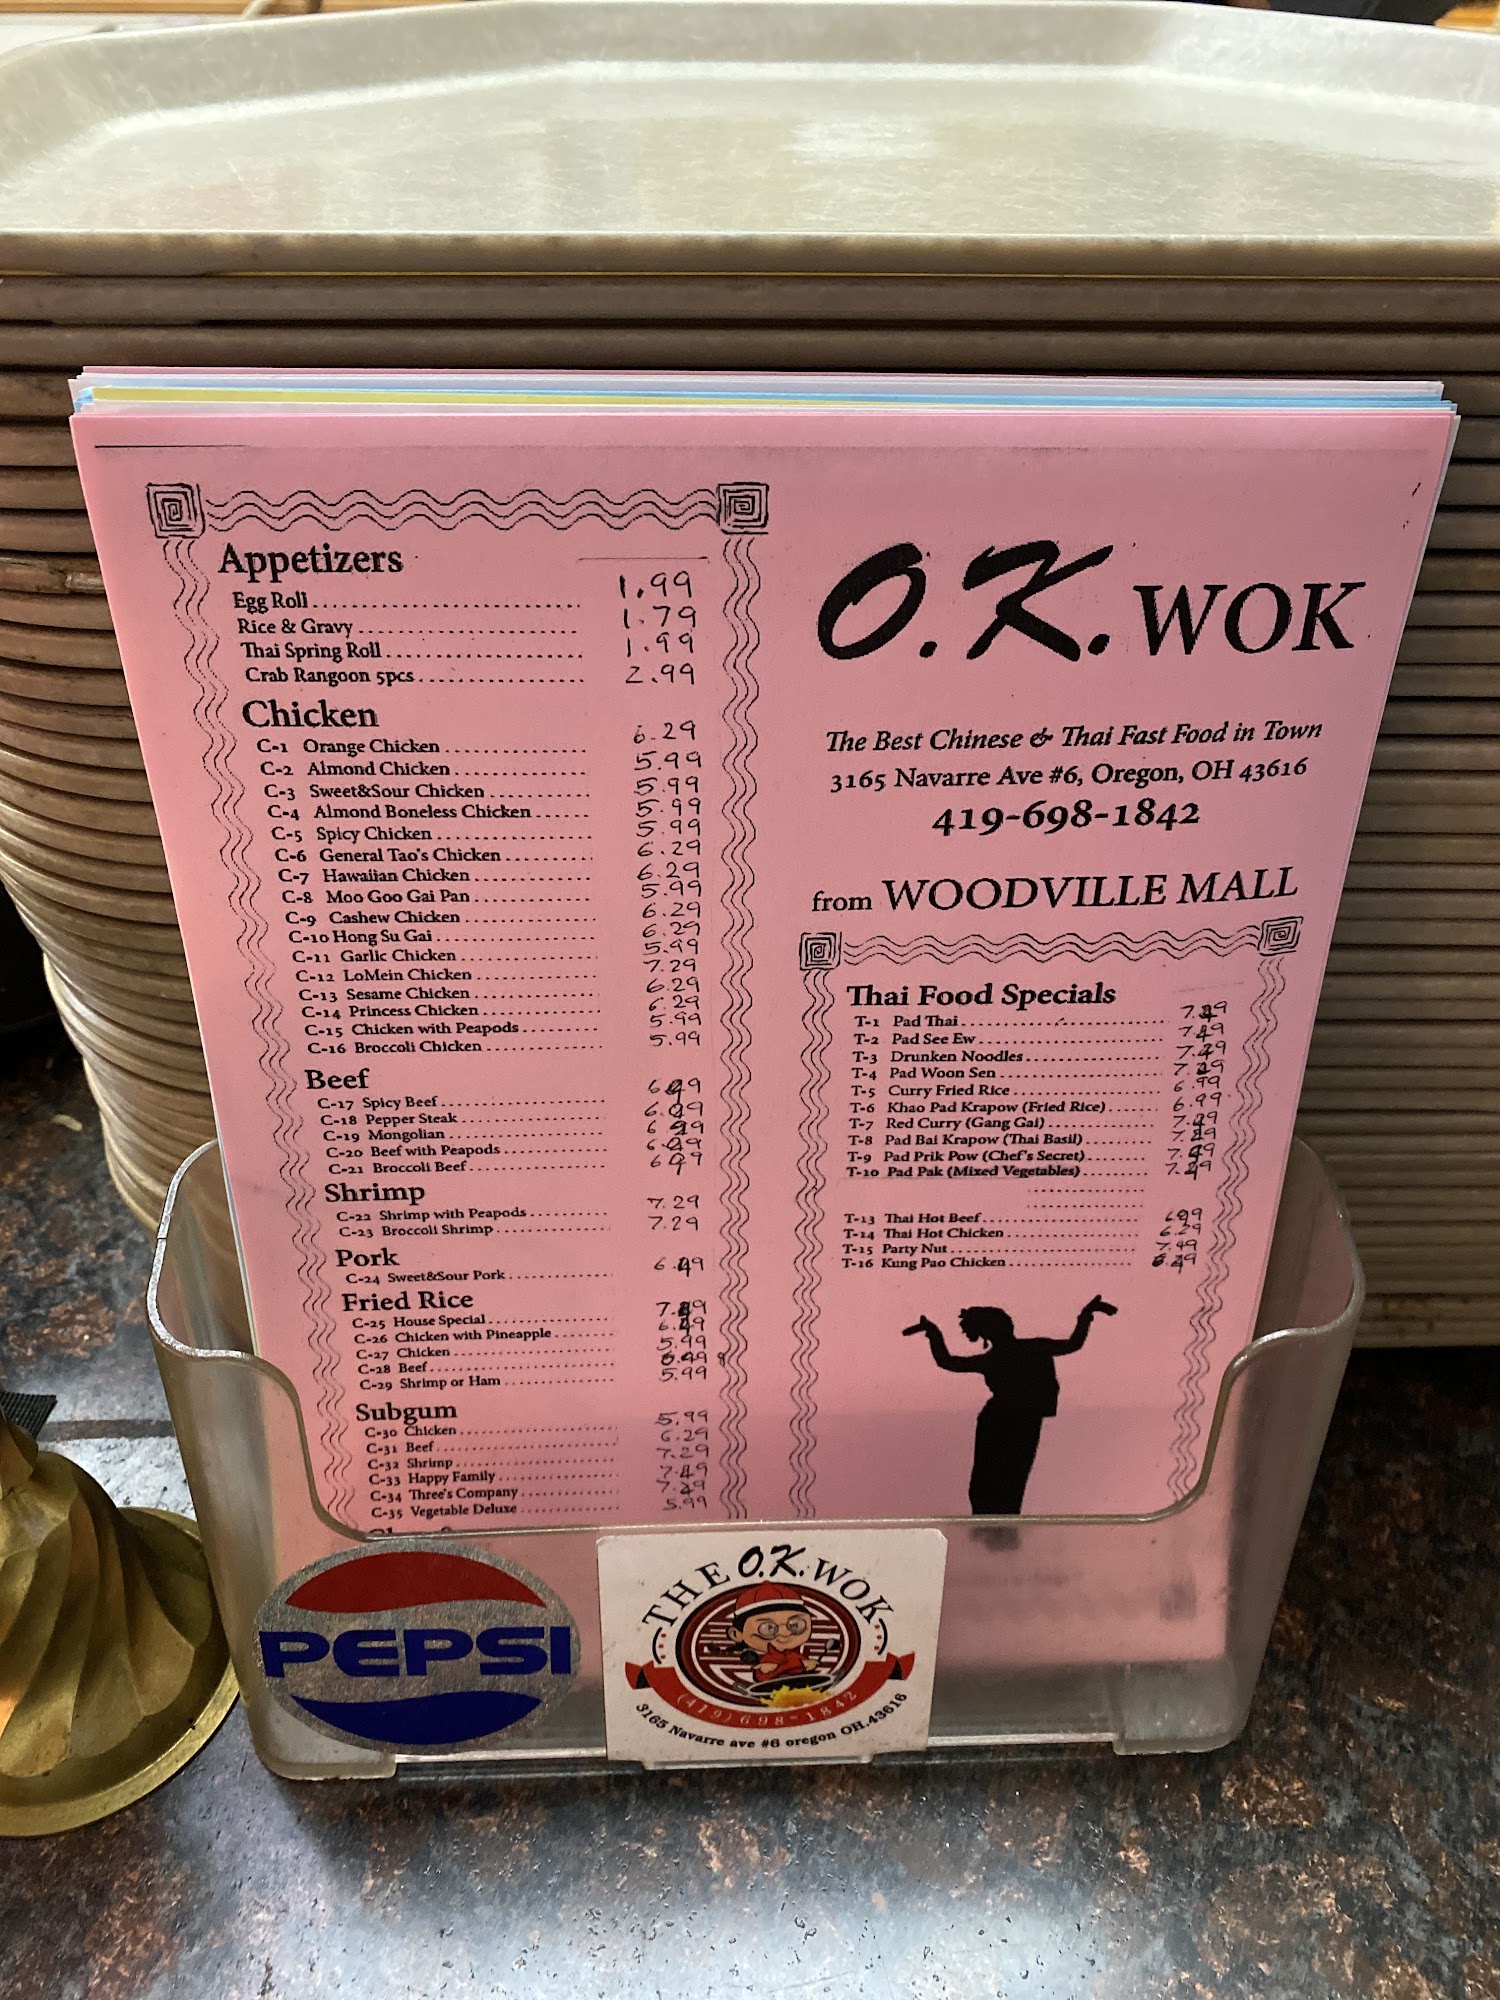 Appetizers
Egg Roll 1.99
Rice & Gravy 1.79
Thai Spring Roll 1.99
Crab Rangoon 5pcs 2.99
Chicken
C-1 Orange Chicken 6.29
C-2 Almond Chicken 5.99
C-3 Sweet&Sour Chicken 5.99
C-4 Almond Boneless Chicken 5.99
C-5 Spicy Chicken 5.99
C-6 General Tao's Chicken 6.29
C-7 Hawaiian Chicken 6.29
C-8 Moo Goo Gai Pan 5.99
C-9 Cashew Chicken 6.29
C-10 Hong Su Gai 6.29
C-11 Garlic Chicken 5.99
C-12 LoMein Chicken 7.29
C-13 Sesame Chicken 6.29
C-14 Princess Chicken 6.29
C-15 Chicken with Peapods 5.99
C-16 Broccoli Chicken 5.99
Beef
C-17 Spicy Beef
C-18 Pepper Steak
C-19 Mongolian
C-20 Beef with Peapods
C-21 Broccoli Beef
Shrimp
C-22 Shrimp with Peapods 7.29
C-23 Broccoli Shrimp 7.29
Pork
C-24 Sweet&Sour Pork
Fried Rice
C-25 House Special
C-26 Chicken with Pineapple
C-27 Chicken 5.99
C-28 Beef
C-29 Shrimp or Ham 5.99
Subgum
C-30 Chicken 5.99
C-31 Beef 6.29
C-32 Shrimp 7.29
C-33 Happy Family
C-34 Three's Company
C-35 Vegetable Deluxe 5.99
O.K. WOK
The Best Chinese & Thai Fast Food in Town
3165 Navarre Ave #6, Oregon, OH 43616
419-698-1842
from WOODVILLE MALL
Thai Food Specials
T-1 Pad Thai
T-2 Pad See Ew
T-3 Drunken Noodles
T-4 Pad Woon Sen
T-5 Curry Fried Rice 6.99
T-6 Khao Pad Krapow (Fried Rice) 6.99
T-7 Red Curry (Gang Gai)
T-8 Pad Bai Krapow (Thai Basil)
T-9 Pad Prik Pow (Chef's Secret)
T-10 Pad Pak (Mixed Vegetables)
T-13 Thai Hot Beef
T-14 Thai Hot Chicken 6.29
T-15 Party Nut 7.49
T-16 Kung Pao Chicken
PEPSI
THE O.K. WOK
(419) 698-1842
3165 Navarre ave #6 oregon OH.43616